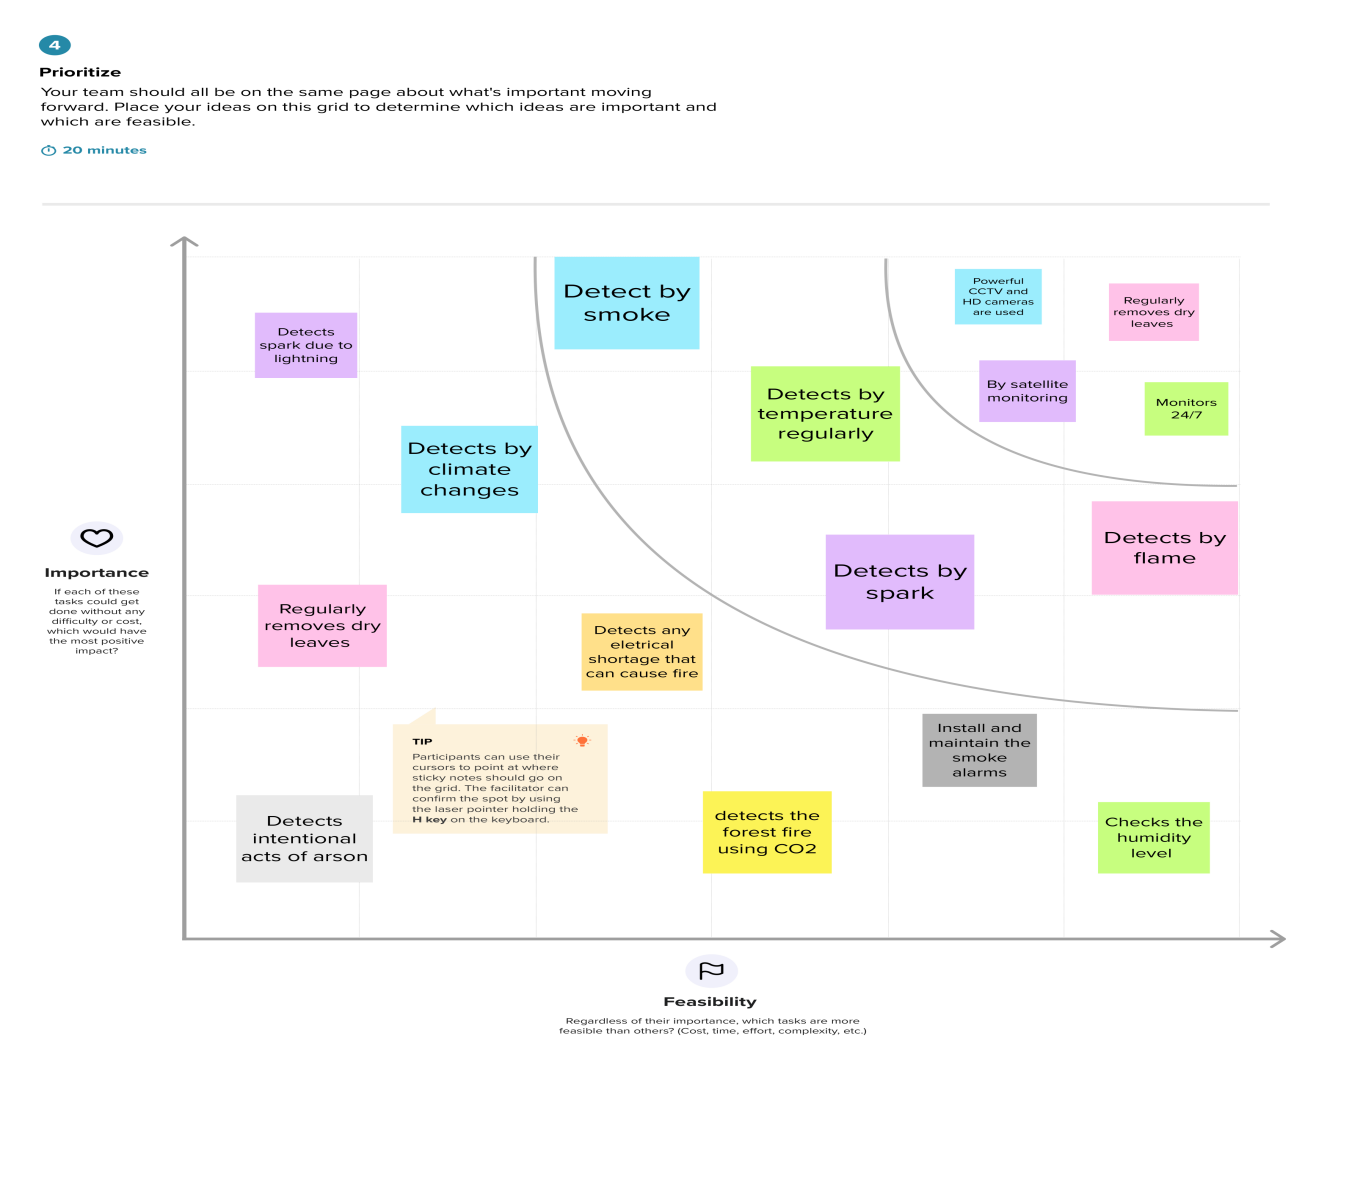 4
Prioritize
Your team should all be on the same page about what's important moving
forward. Place your ideas on this grid to determine which ideas are important and
which are feasible.
20 minutes
Detect by
smoke
Powerful
CCTV and
HD cameras
are used
Regularly
removes dry
leaves
Detects
spark due to
lightning
Detects by
temperature
regularly
By satellite
monitoring
Monitors
24/7
Detects by
climate
changes
Detects by
flame
Detects by
spark
Importance
If each of these
tasks could get
done without any
difficulty or cost,
which would have
the most positive
impact?
Regularly
removes dry
leaves
Detects any
eletrical
shortage that
can cause fire
Install and
maintain the
smoke
alarms
TIP
Participants can use their
cursors to point at where
sticky notes should go on
the grid. The facilitator can
confirm the spot by using
the laser pointer holding the
H key on the keyboard.
Detects
intentional
acts of arson
detects the
forest fire
using CO2
Checks the
humidity
level
Feasibility
Regardless of their importance, which tasks are more
feasible than others? (Cost, time, effort, complexity, etc.)